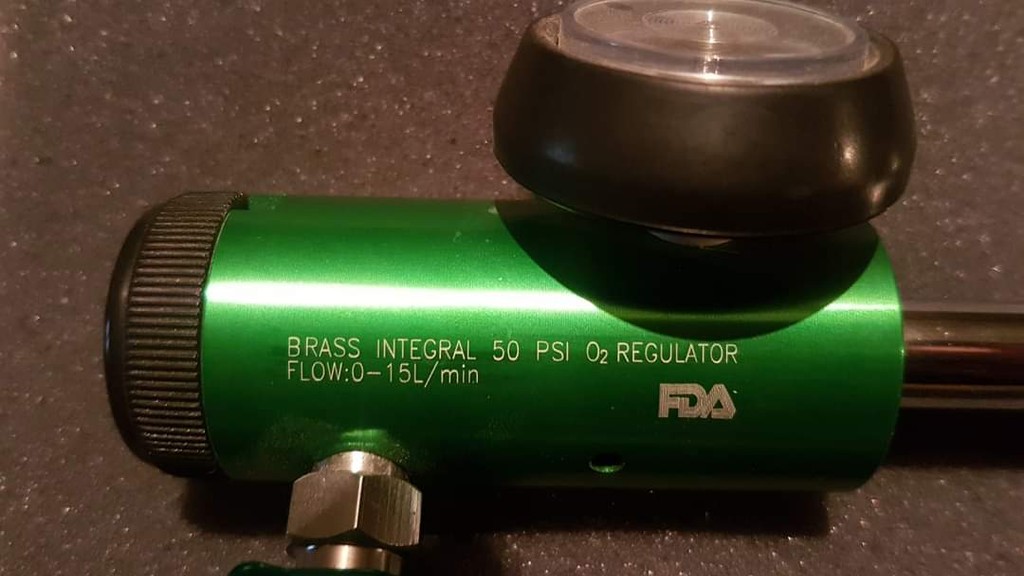 BRASS INTEGRAL 50 PSI O₂ REGULATOR
FLOW:0-15L/min
FDA